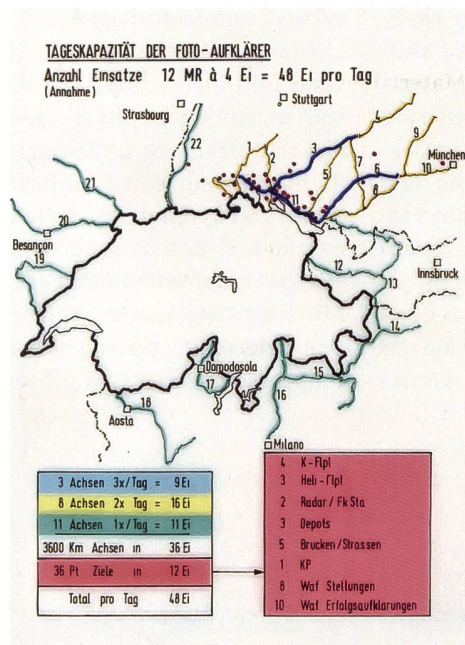 TAGESKAPAZITÄT DER FOTO-AUFKLÄRER
Anzahl Einsatze 12 MR à 4 Ei = 48 Ei pro Tag
(Annahme)
Strasbourg
Stuttgart
München
Besançon
Innsbruck
Domodosola
Aosta
Milano
22
21
20
19
18
17
16
15
14
13
12
11
10
9
8
7
6
5
4
3
2
2
3 Achsen 3x/Tag = 9 Ei
8 Achsen 2x Tag = 16 Ei
11 Achsen 1x/Tag = 11 Ei
3600 Km Achsen in 36 Ei
36 Pt Ziele in 12 Ei
Total pro Tag 48 Ei
4 K-Flpl
3 Heli-Flpl
2 Radar / Fk Sta
3 Depots
5 Brucken/Strassen
1 KP
8 Waf Stellungen
10 Waf Erfolgsaufklarungen